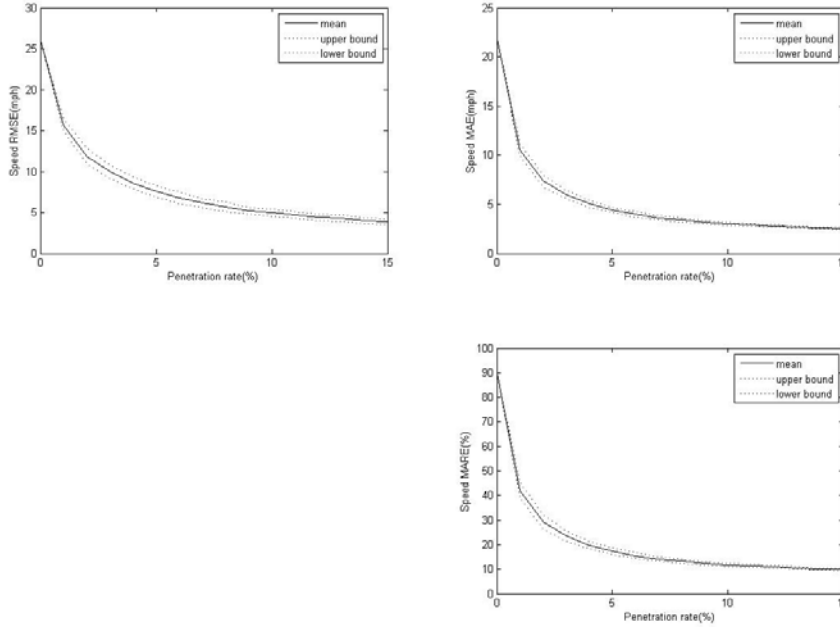 30
25
20
15
10
5
0
Speed RMSE(mph)
mean
upper bound
lower bound
0 5 10 15
Penetration rate(%)
25
20
15
10
5
0
Speed MAE(mph)
mean
upper bound
lower bound
0 5 10
Penetration rate(%)
100
90
80
70
60
50
40
30
20
10
0
Speed MARE(%)
mean
upper bound
lower bound
0 5 10
Penetration rate(%)